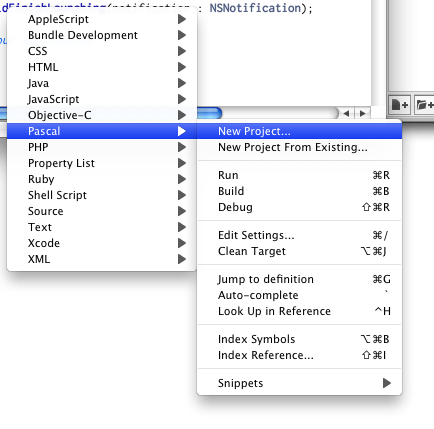 dFinishLaunching(notification : NSNotification);
AppleScript
Bundle Development
CSS
HTML
Java
JavaScript
Objective-C
Pascal
PHP
Property List
Ruby
Shell Script
Source
Text
Xcode
XML
New Project...
New Project From Existing...
Run ⌘R
Build ⌘B
Debug ⇧⌘R
Edit Settings... ⌘/
Clean Target ⌥⌘J
Jump to definition ⌘G
Auto-complete `
Look Up in Reference ^H
Index Symbols ⌥⌘B
Index Reference... ⇧⌘I
Snippets